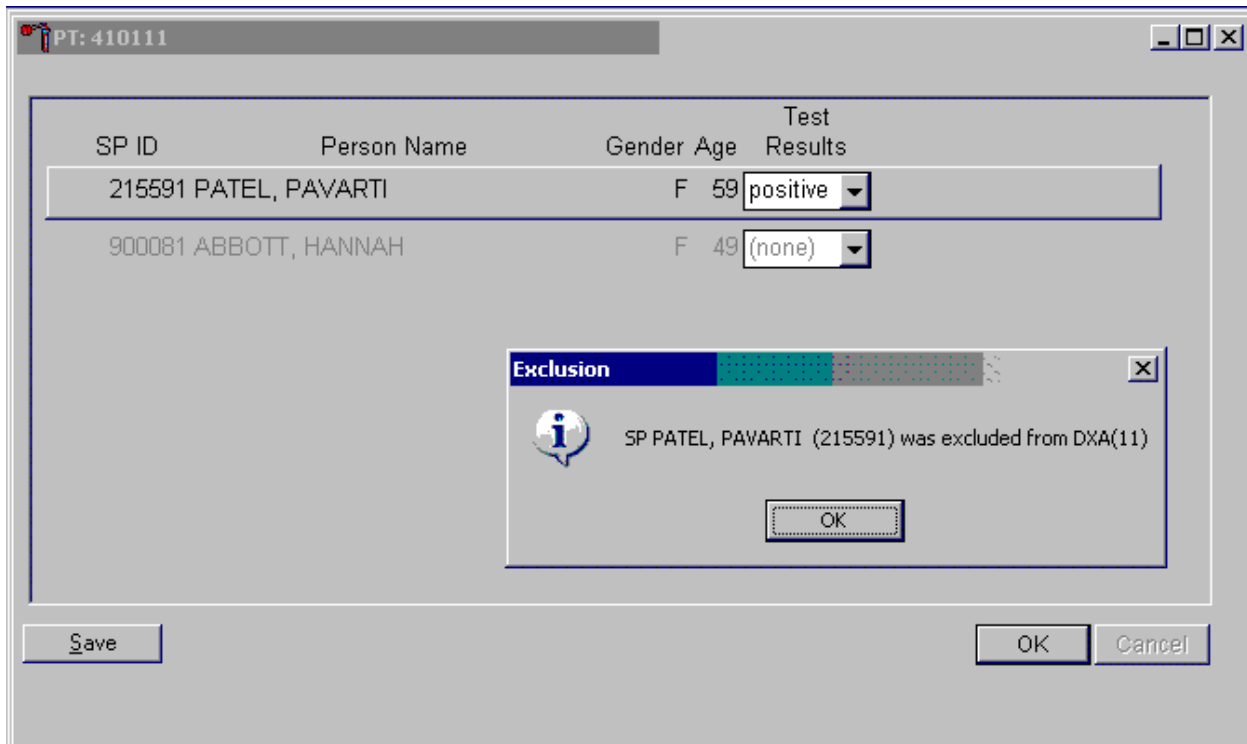 PT: 410111
Test
SP ID Person Name Gender Age Results
215591 PATEL, PAVARTI F 59 positive
900081 ABBOTT, HANNAH F 49 (none)
Exclusion
SP PATEL, PAVARTI (215591) was excluded from DXA(11)
OK
Save OK Cancel